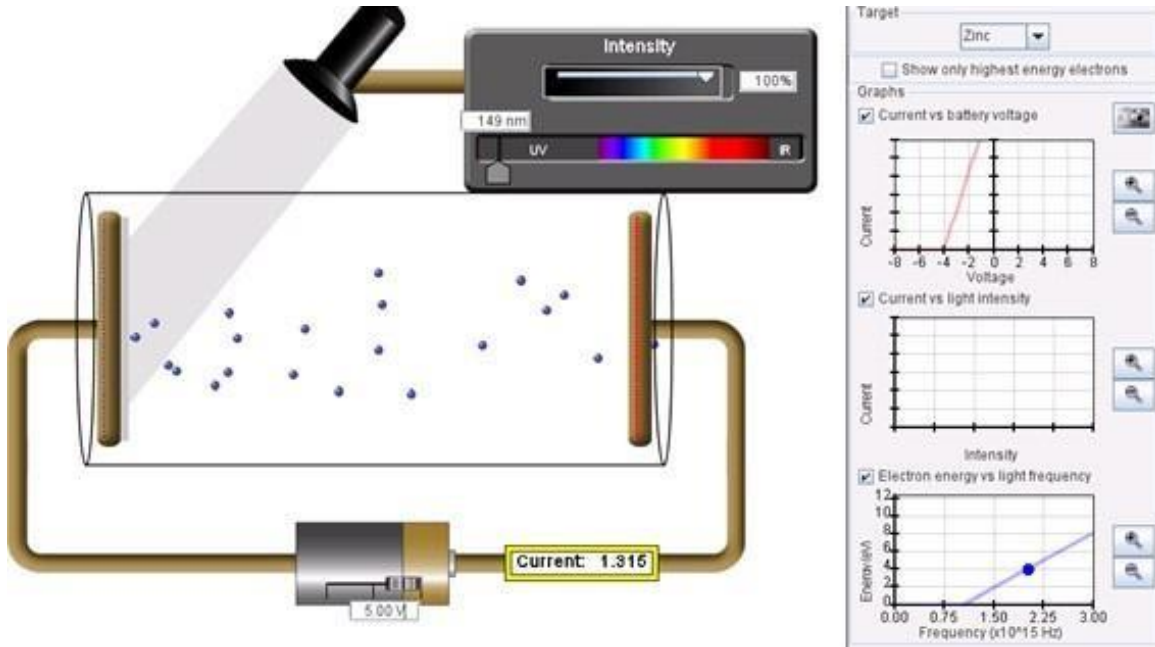 Intensity
100%
149 nm
UV
IR
Current: 1.315
5.00 V
Target
Zinc
Show only highest energy electrons
Graphs
Current vs battery voltage
Current
-8 -6 -4 -2 0 2 4 6 8
Voltage
Current vs light intensity
Current
Intensity
Electron energy vs light frequency
12
10
8
6
4
2
0
Energy (eV)
0.00 0.75 1.50 2.25 3.00
Frequency (x10^15 Hz)